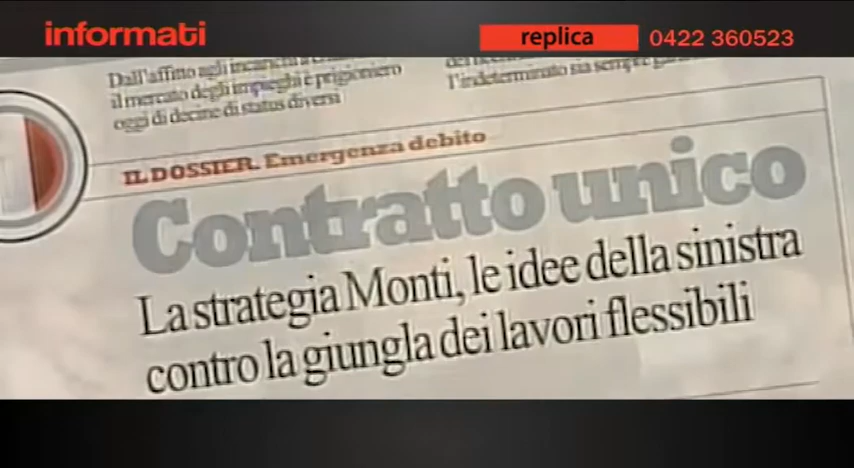 informati
replica
0422 360523
Dall'affitto agli incarichi a
il mercato degli impieghi è prigioniero
oggi di decine di status diversi
l'indeterminato sia sempre
IL DOSSIER. Emergenza debito
Contratto unico
La strategia Monti, le idee della sinistra
contro la giungla dei lavori flessibili